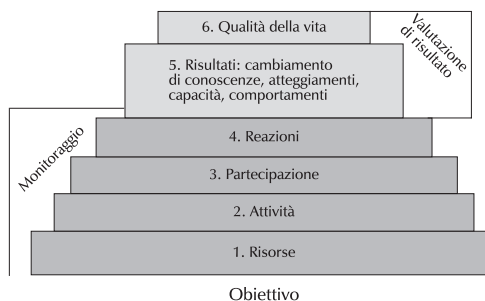 6. Qualità della vita
Valutazione
di risultato
5. Risultati: cambiamento
di conoscenze, atteggiamenti,
capacità, comportamenti
Monitoraggio
4. Reazioni
3. Partecipazione
2. Attività
1. Risorse
Obiettivo